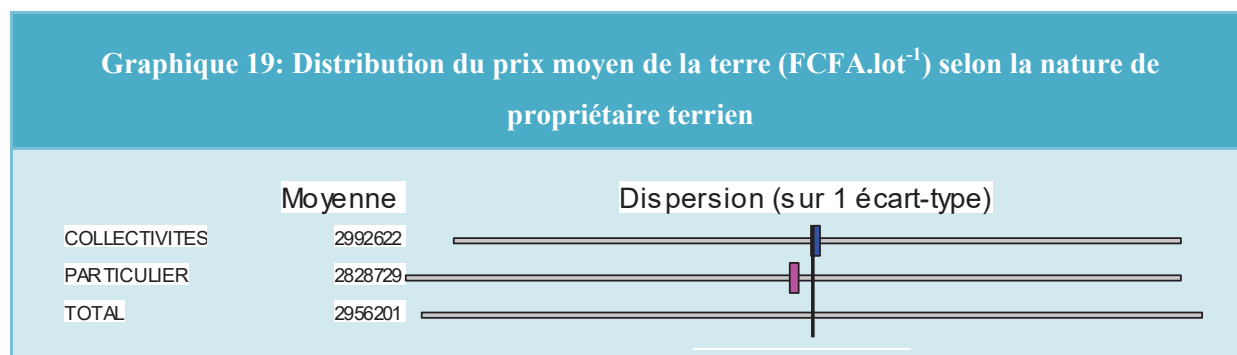 Graphique 19: Distribution du prix moyen de la terre (FCFA.lot⁻¹) selon la nature de
propriétaire terrien
Moyenne Dispersion (sur 1 écart-type)
COLLECTIVITES 2992622
PARTICULIER 2828729
TOTAL 2956201